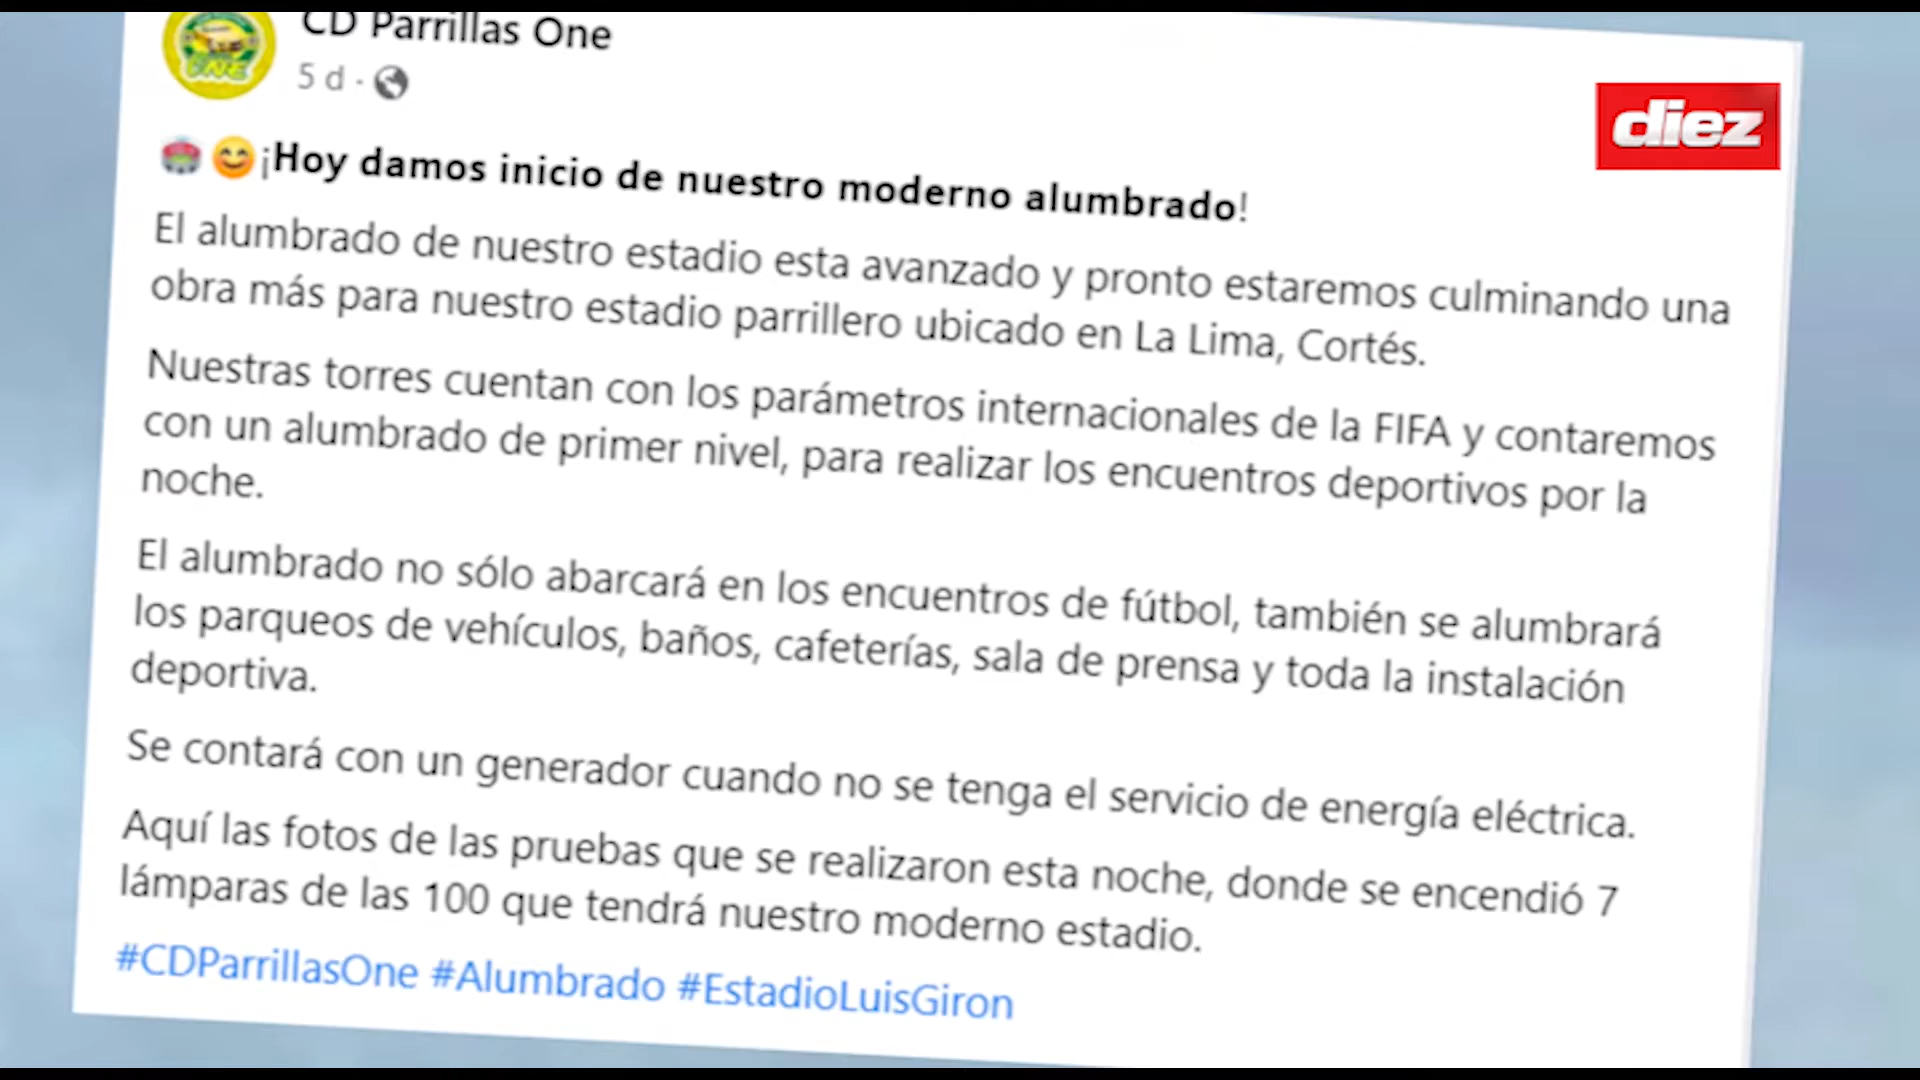 CD Parrillas One
5 d ·
diez
ONE
¡Hoy damos inicio de nuestro moderno alumbrado!
El alumbrado de nuestro estadio esta avanzado y pronto estaremos culminando una
obra más para nuestro estadio parrillero ubicado en La Lima, Cortés.
Nuestras torres cuentan con los parámetros internacionales de la FIFA y contaremos
con un alumbrado de primer nivel, para realizar los encuentros deportivos por la
noche.
El alumbrado no sólo abarcará en los encuentros de fútbol, también se alumbrará
los parqueos de vehículos, baños, cafeterías, sala de prensa y toda la instalación
deportiva.
Se contará con un generador cuando no se tenga el servicio de energía eléctrica.
Aquí las fotos de las pruebas que se realizaron esta noche, donde se encendió 7
lámparas de las 100 que tendrá nuestro moderno estadio.
#CDParrillasOne #Alumbrado #EstadioLuisGiron